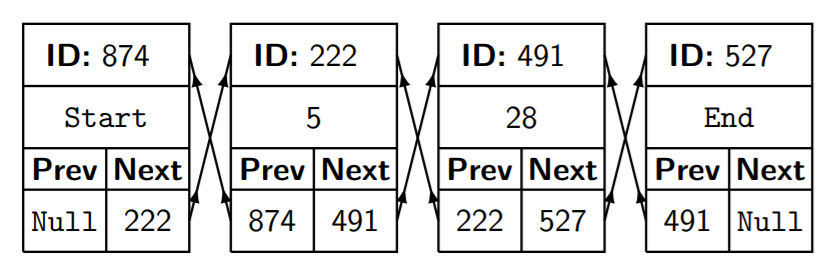 ID: 874 ID: 222 ID: 491 ID: 527
Start 5 28 End
Prev Next Prev Next Prev Next Prev Next
Null 222 874 491 222 527 491 Null